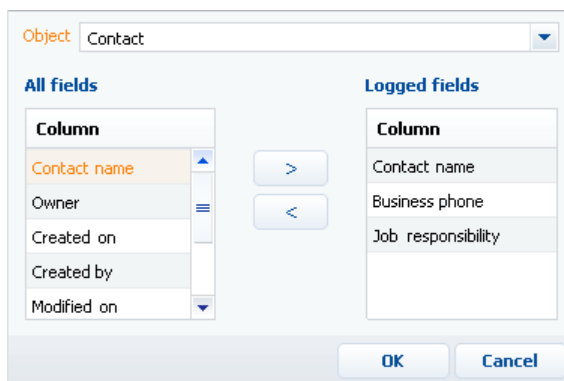 Object Contact
All fields
Logged fields
Column
Column
Contact name
Contact name
Owner
Business phone
Created on
Job responsibility
Created by
Modified on
>
<
OK
Cancel